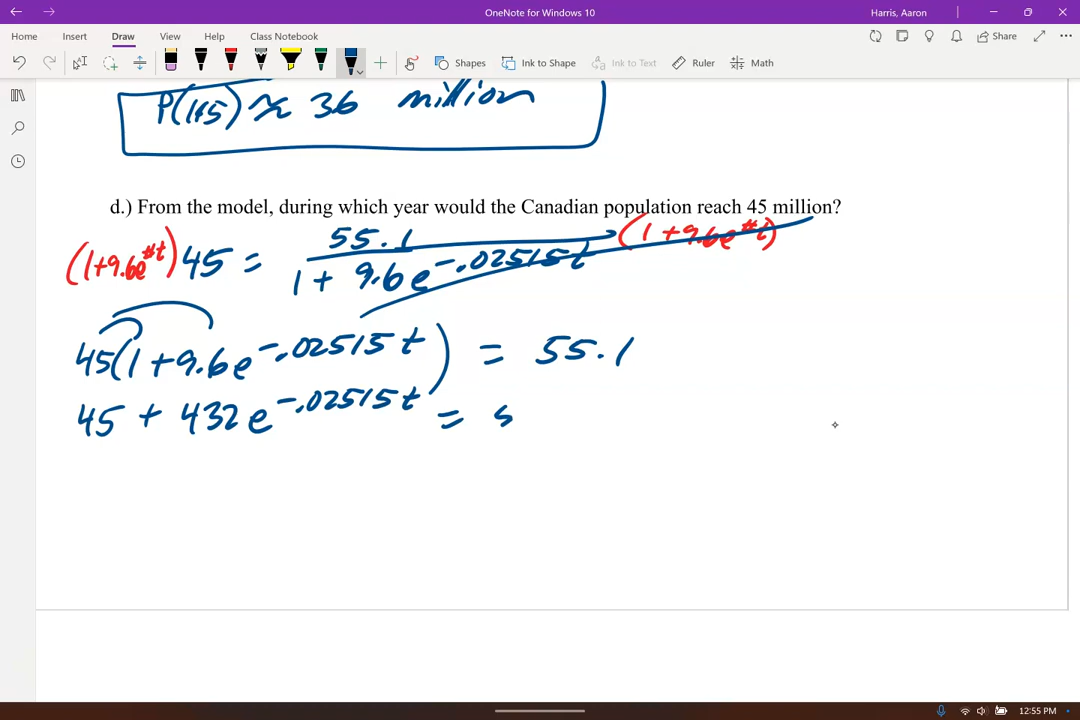 OneNote for Windows 10
Harris, Aaron
Home Insert Draw View Help Class Notebook Share
Shapes Ink to Shape Ink to Text Ruler Math
P(145) ≈ 36 million
d.) From the model, during which year would the Canadian population reach 45 million?
(1+9.6e^#t) 45 = 55.1 / (1 + 9.6e^-.02515t) (1+9.6e^#t)
45(1+9.6e^-.02515t) = 55.1
45 + 432e^-.02515t = 5
12:55 PM